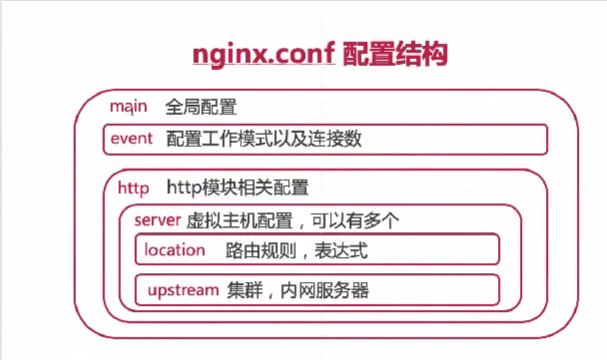 nginx.conf 配置结构
main 全局配置
event 配置工作模式以及连接数
http http模块相关配置
server 虚拟主机配置，可以有多个
location 路由规则，表达式
upstream 集群，内网服务器